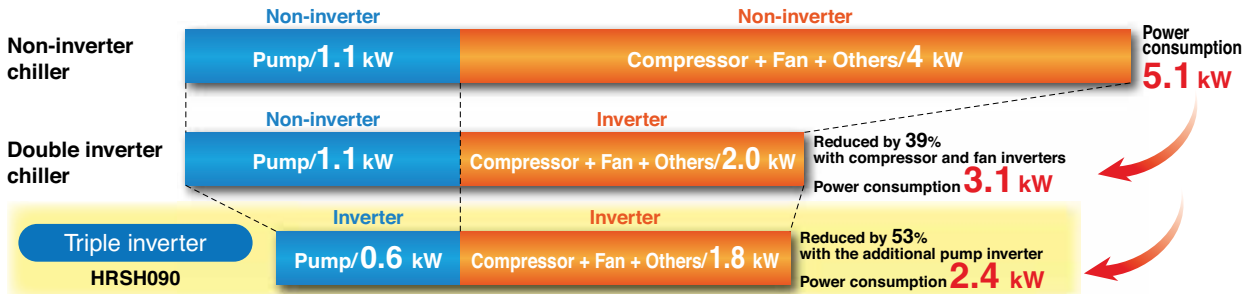 Non-inverter Non-inverter
Non-inverter
chiller
Pump/1.1 kW Compressor + Fan + Others/4 kW
Power
consumption
5.1 kW
Non-inverter Inverter
Double inverter
chiller
Pump/1.1 kW Compressor + Fan + Others/2.0 kW
Reduced by 39%
with compressor and fan inverters
Power consumption 3.1 kW
Inverter Inverter
Triple inverter
HRSH090
Pump/0.6 kW Compressor + Fan + Others/1.8 kW
Reduced by 53%
with the additional pump inverter
Power consumption 2.4 kW